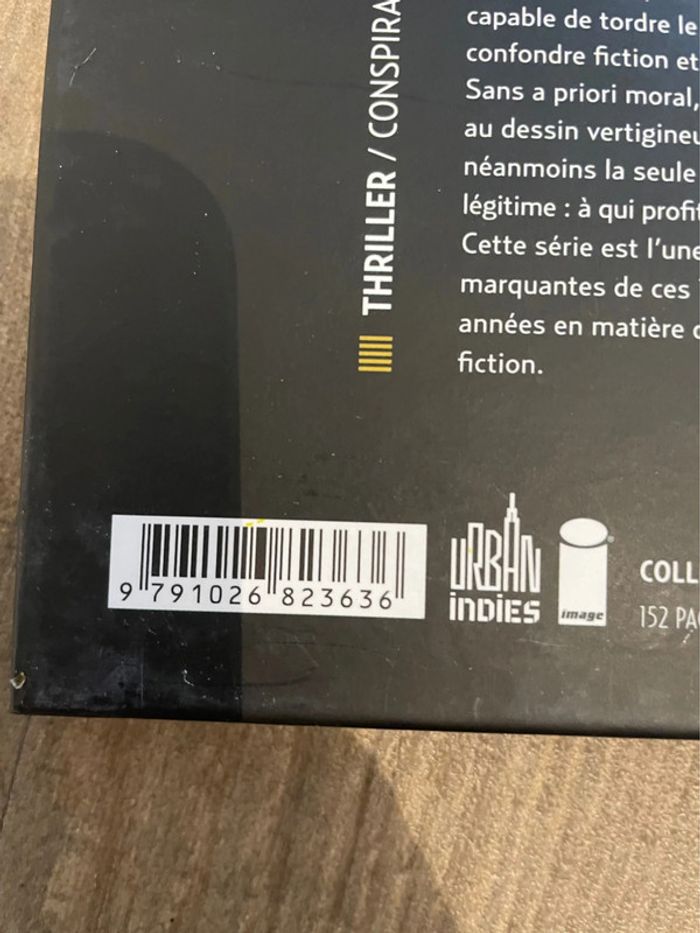 capable de tordre le
confondre fiction et
Sans a priori moral,
au dessin vertigineu
néanmoins la seule
légitime : à qui profi
Cette série est l'une
marquantes de ces
années en matière
fiction.
THRILLER / CONSPIRA
9 791026 823636
URBAN
iNDiES
image
COLL
152 PA